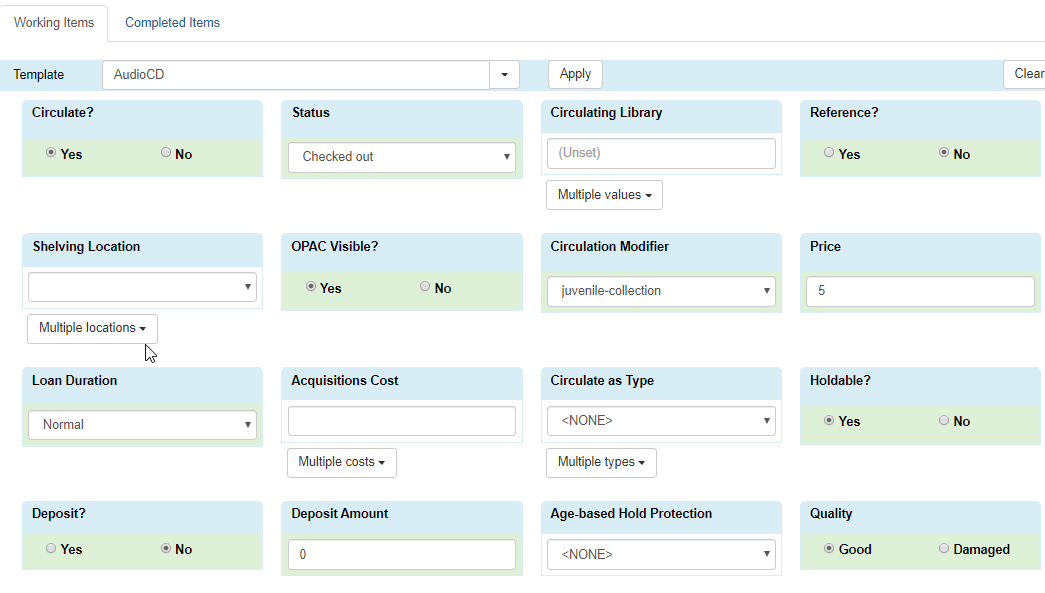 Working Items Completed Items
Template AudioCD Apply Clear
Circulate? Status Circulating Library Reference?
Yes No Checked out (Unset) Yes No
Multiple values
Shelving Location OPAC Visible? Circulation Modifier Price
Yes No juvenile-collection 5
Multiple locations
Loan Duration Acquisitions Cost Circulate as Type Holdable?
Normal <NONE> Yes No
Multiple costs Multiple types
Deposit? Deposit Amount Age-based Hold Protection Quality
Yes No 0 <NONE> Good Damaged